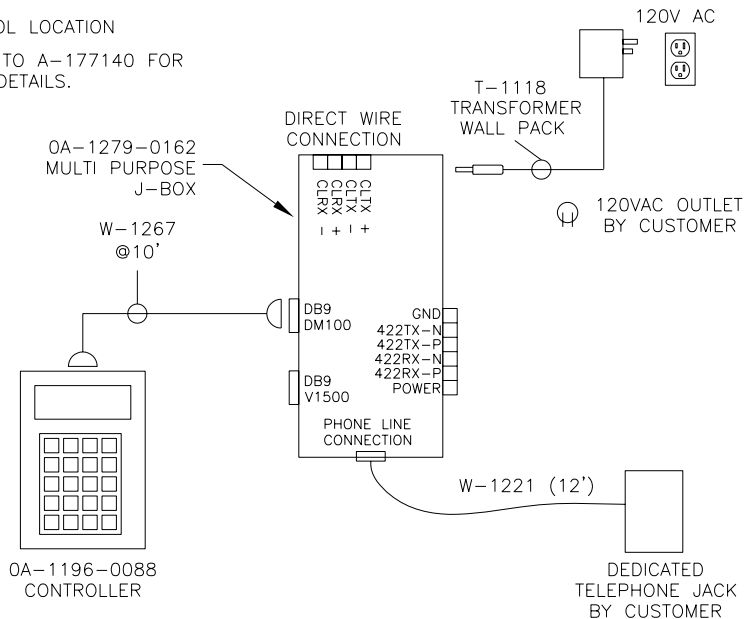 OL LOCATION
TO A-177140 FOR
DETAILS.
120V AC
T-1118
TRANSFORMER
WALL PACK
DIRECT WIRE
CONNECTION
0A-1279-0162
MULTI PURPOSE
J-BOX
CLRX -
CLRX +
CLTX -
CLTX +
120VAC OUTLET
BY CUSTOMER
W-1267
@10'
DB9
DM100
GND
422TX-N
422TX-P
422RX-N
422RX-P
POWER
DB9
V1500
PHONE LINE
CONNECTION
W-1221 (12')
0A-1196-0088
CONTROLLER
DEDICATED
TELEPHONE JACK
BY CUSTOMER